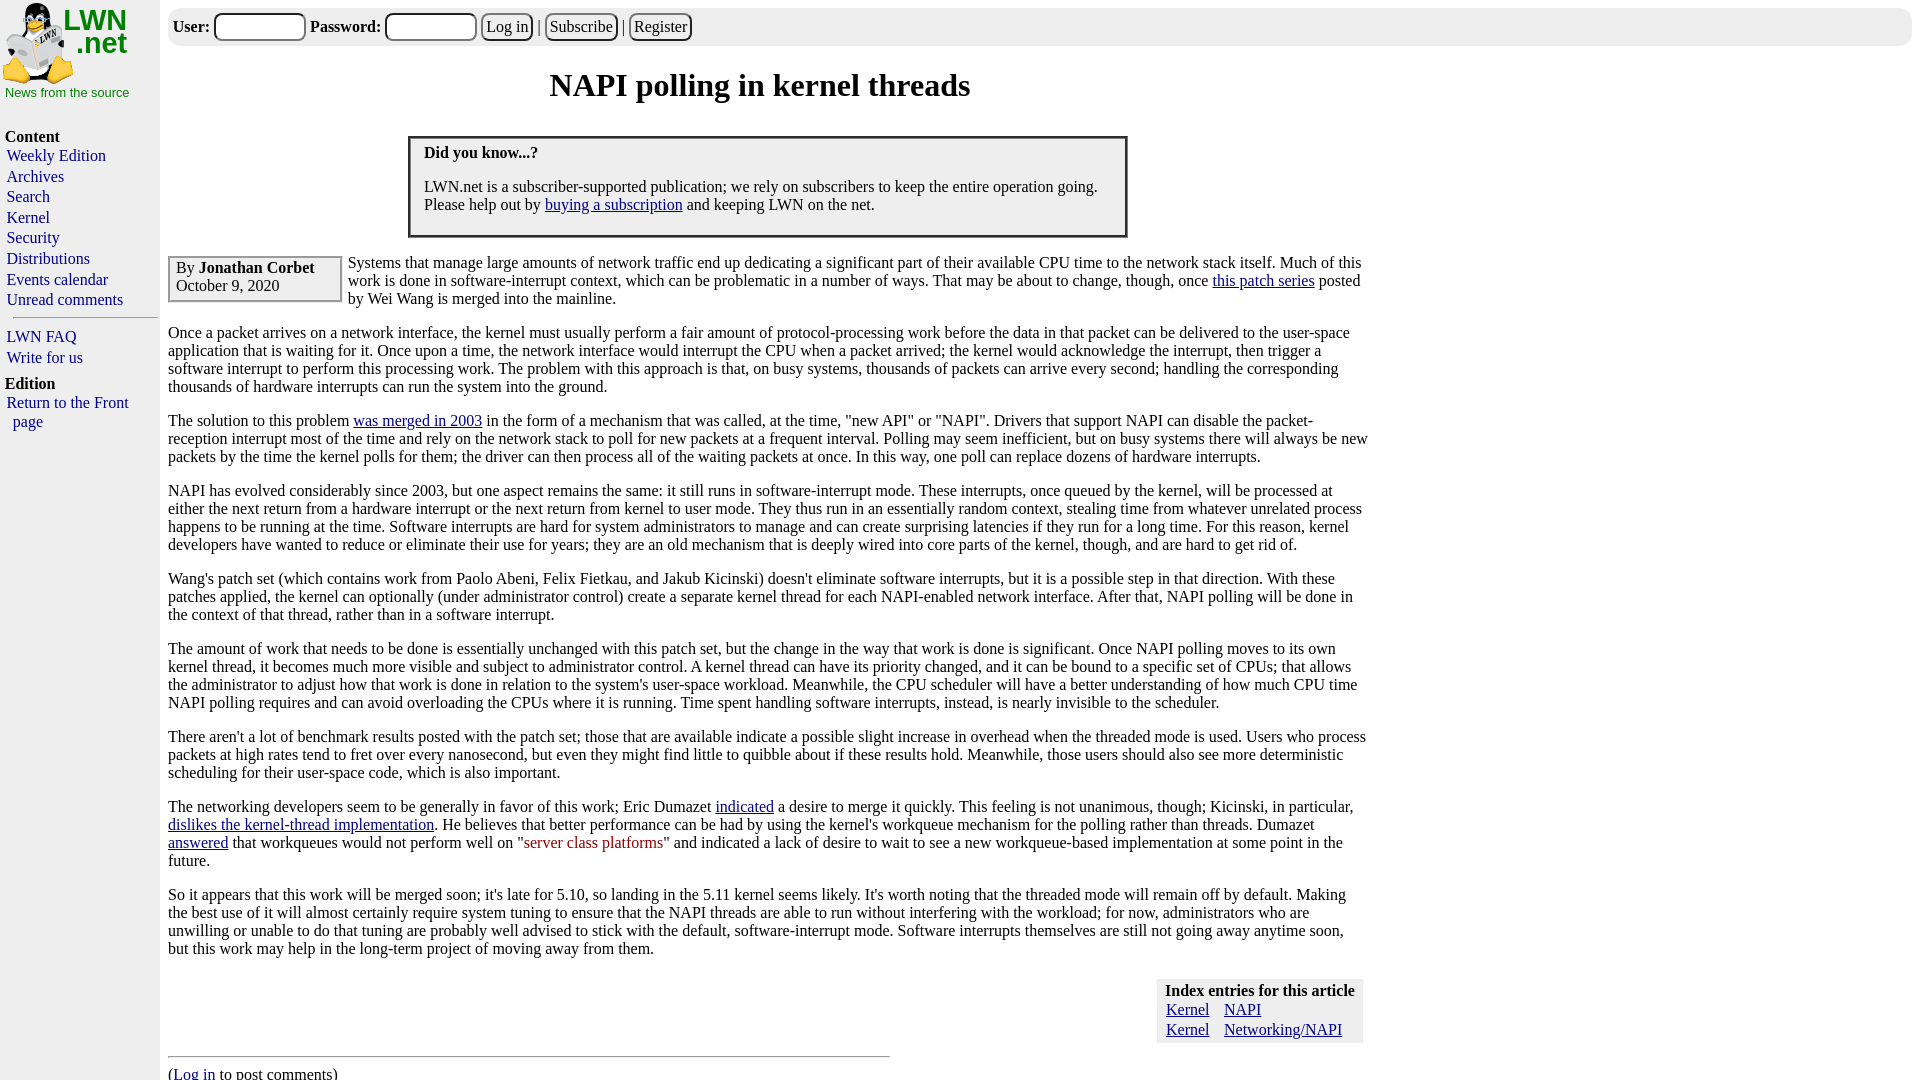 LWN
.net
News from the source
Content
Weekly Edition
Archives
Search
Kernel
Security
Distributions
Events calendar
Unread comments
LWN FAQ
Write for us
Edition
Return to the Front
page
User: Password: Log in | Subscribe | Register
NAPI polling in kernel threads
Did you know...?
LWN.net is a subscriber-supported publication; we rely on subscribers to keep the entire operation going.
Please help out by buying a subscription and keeping LWN on the net.
By Jonathan Corbet
October 9, 2020
Systems that manage large amounts of network traffic end up dedicating a significant part of their available CPU time to the network stack itself. Much of this
work is done in software-interrupt context, which can be problematic in a number of ways. That may be about to change, though, once this patch series posted
by Wei Wang is merged into the mainline.
Once a packet arrives on a network interface, the kernel must usually perform a fair amount of protocol-processing work before the data in that packet can be delivered to the user-space
application that is waiting for it. Once upon a time, the network interface would interrupt the CPU when a packet arrived; the kernel would acknowledge the interrupt, then trigger a
software interrupt to perform this processing work. The problem with this approach is that, on busy systems, thousands of packets can arrive every second; handling the corresponding
thousands of hardware interrupts can run the system into the ground.
The solution to this problem was merged in 2003 in the form of a mechanism that was called, at the time, "new API" or "NAPI". Drivers that support NAPI can disable the packet-
reception interrupt most of the time and rely on the network stack to poll for new packets at a frequent interval. Polling may seem inefficient, but on busy systems there will always be new
packets by the time the kernel polls for them; the driver can then process all of the waiting packets at once. In this way, one poll can replace dozens of hardware interrupts.
NAPI has evolved considerably since 2003, but one aspect remains the same: it still runs in software-interrupt mode. These interrupts, once queued by the kernel, will be processed at
either the next return from a hardware interrupt or the next return from kernel to user mode. They thus run in an essentially random context, stealing time from whatever unrelated process
happens to be running at the time. Software interrupts are hard for system administrators to manage and can create surprising latencies if they run for a long time. For this reason, kernel
developers have wanted to reduce or eliminate their use for years; they are an old mechanism that is deeply wired into core parts of the kernel, though, and are hard to get rid of.
Wang's patch set (which contains work from Paolo Abeni, Felix Fietkau, and Jakub Kicinski) doesn't eliminate software interrupts, but it is a possible step in that direction. With these
patches applied, the kernel can optionally (under administrator control) create a separate kernel thread for each NAPI-enabled network interface. After that, NAPI polling will be done in
the context of that thread, rather than in a software interrupt.
The amount of work that needs to be done is essentially unchanged with this patch set, but the change in the way that work is done is significant. Once NAPI polling moves to its own
kernel thread, it becomes much more visible and subject to administrator control. A kernel thread can have its priority changed, and it can be bound to a specific set of CPUs; that allows
the administrator to adjust how that work is done in relation to the system's user-space workload. Meanwhile, the CPU scheduler will have a better understanding of how much CPU time
NAPI polling requires and can avoid overloading the CPUs where it is running. Time spent handling software interrupts, instead, is nearly invisible to the scheduler.
There aren't a lot of benchmark results posted with the patch set; those that are available indicate a possible slight increase in overhead when the threaded mode is used. Users who process
packets at high rates tend to fret over every nanosecond, but even they might find little to quibble about if these results hold. Meanwhile, those users should also see more deterministic
scheduling for their user-space code, which is also important.
The networking developers seem to be generally in favor of this work; Eric Dumazet indicated a desire to merge it quickly. This feeling is not unanimous, though; Kicinski, in particular,
dislikes the kernel-thread implementation. He believes that better performance can be had by using the kernel's workqueue mechanism for the polling rather than threads. Dumazet
answered that workqueues would not perform well on "server class platforms" and indicated a lack of desire to wait to see a new workqueue-based implementation at some point in the
future.
So it appears that this work will be merged soon; it's late for 5.10, so landing in the 5.11 kernel seems likely. It's worth noting that the threaded mode will remain off by default. Making
the best use of it will almost certainly require system tuning to ensure that the NAPI threads are able to run without interfering with the workload; for now, administrators who are
unwilling or unable to do that tuning are probably well advised to stick with the default, software-interrupt mode. Software interrupts themselves are still not going away anytime soon,
but this work may help in the long-term project of moving away from them.
Index entries for this article
Kernel NAPI
Kernel Networking/NAPI
(Log in to post comments)